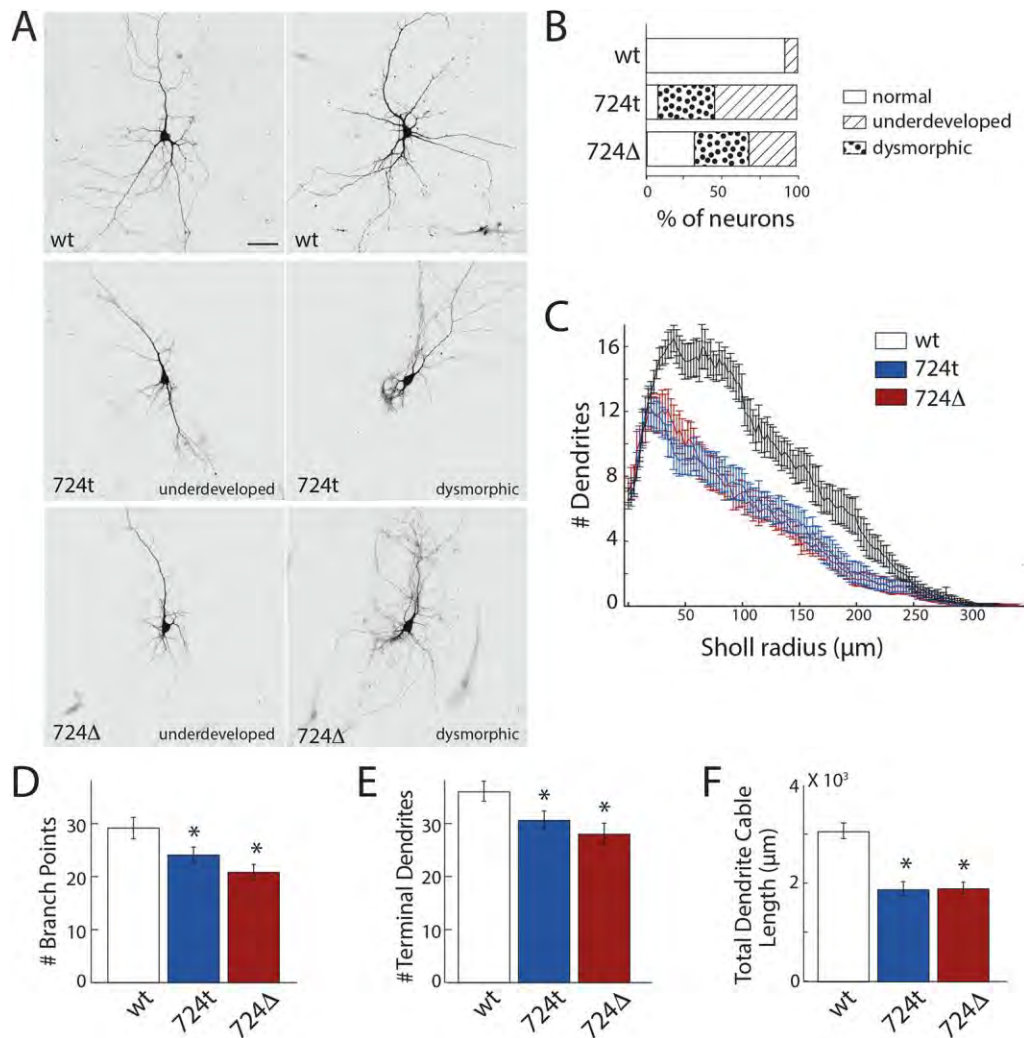 A
wt
wt
724t
underdeveloped
724t
dysmorphic
724Δ
underdeveloped
724Δ
dysmorphic
B
wt
724t
724Δ
0
50
100
% of neurons
normal
underdeveloped
dysmorphic
C
16
12
8
4
0
# Dendrites
50
100
150
200
250
300
Sholl radius (µm)
wt
724t
724Δ
D
30
20
10
0
# Branch Points
*
*
wt
724t
724Δ
E
30
20
10
0
#Terminal Dendrites
*
*
wt
724t
724Δ
F
X 10³
4
2
0
Total Dendrite Cable
Length (µm)
*
*
wt
724t
724Δ